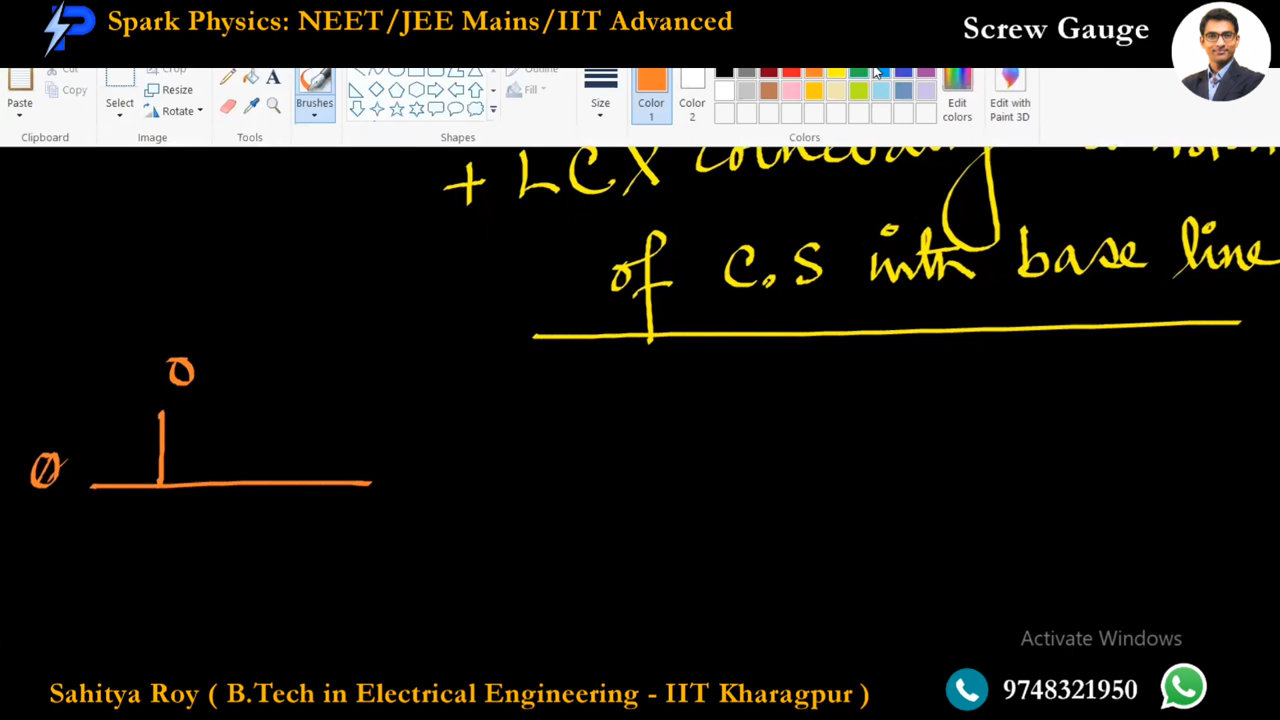 Spark Physics: NEET/JEE Mains/IIT Advanced
Screw Gauge
Cut
Crop
Outline
Copy
Resize
Fill
Paste
Select
Rotate
Brushes
Size
Color 1
Color 2
Edit colors
Edit with Paint 3D
Clipboard
Image
Tools
Shapes
Colors
+ LCX coinciding
of C.S with base line
0
0
Activate Windows
Sahitya Roy ( B.Tech in Electrical Engineering - IIT Kharagpur )
9748321950